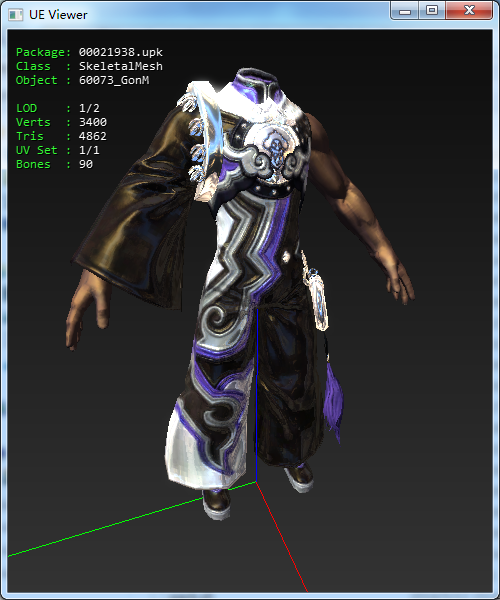 UE Viewer
Package: 00021938.upk
Class  : SkeletalMesh
Object : 60073_GonM
LOD    : 1/2
Verts  : 3400
Tris   : 4862
UV Set : 1/1
Bones  : 90